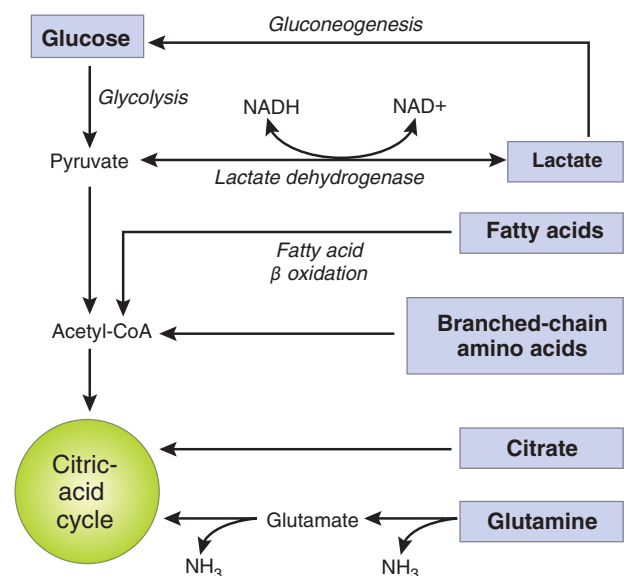 Gluconeogenesis
Glucose
Glycolysis
NADH
NAD+
Pyruvate
Lactate
Lactate dehydrogenase
Fatty acids
Fatty acid
β oxidation
Branched-chain
amino acids
Acetyl-CoA
Citrate
Citric-
acid
cycle
Glutamate
Glutamine
NH3
NH3